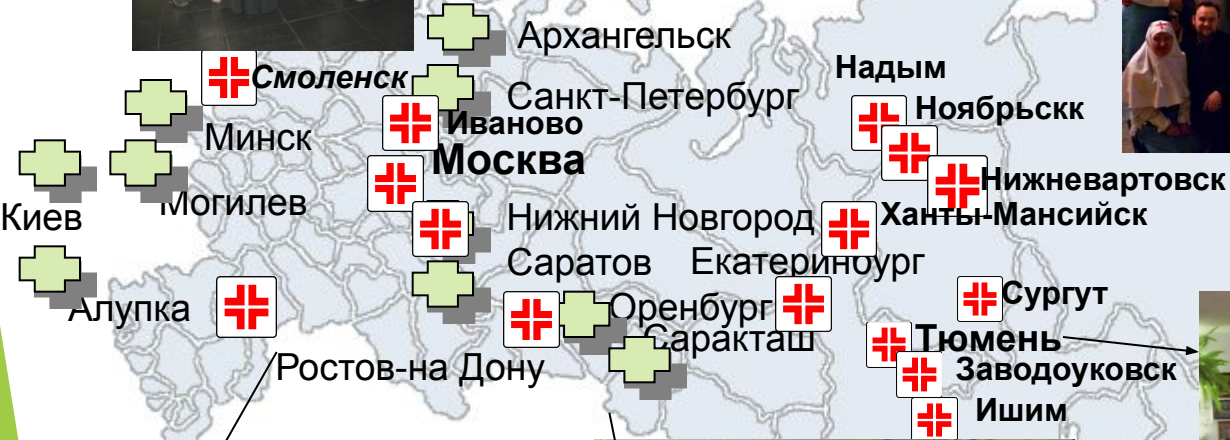 Архангельск
Надым
Смоленск
Санкт-Петербург
Ноябрьскк
Иваново
Минск
Москва
Нижневартовск
Могилев
Киев
Нижний Новгород
Ханты-Мансийск
Саратов
Екатеринбург
Сургут
Алупка
Оренбург
Саракташ
Тюмень
Ростов-на Дону
Заводоуковск
Ишим